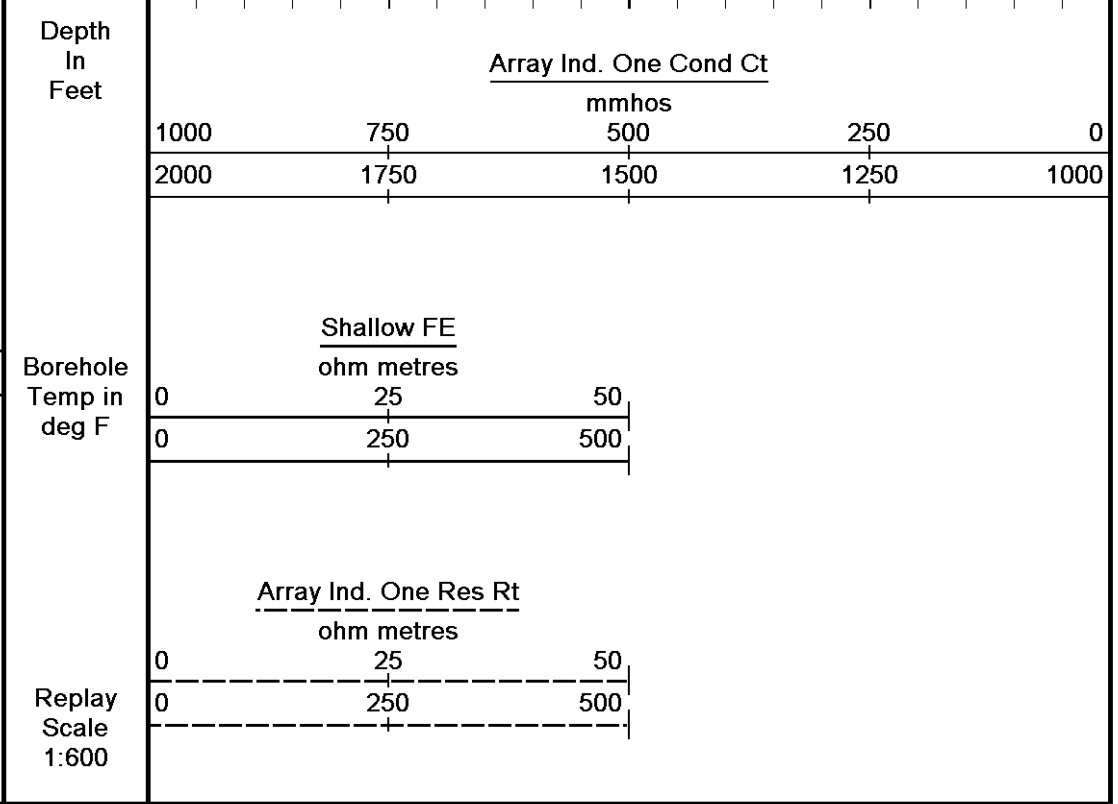 Depth
In
Feet
Array Ind. One Cond Ct
mmhos
1000 750 500 250 0
2000 1750 1500 1250 1000
Shallow FE
ohm metres
Borehole
Temp in
deg F
0 25 50
0 250 500
Array Ind. One Res Rt
ohm metres
0 25 50
0 250 500
Replay
Scale
1:600